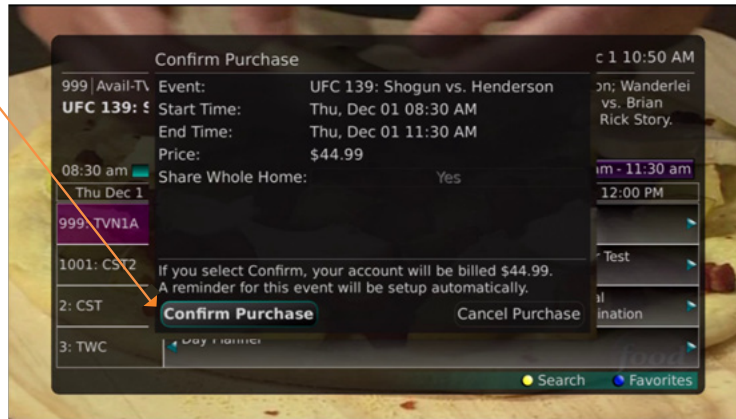 Confirm Purchase
c 1 10:50 AM
999 Avail-TV
Event: UFC 139: Shogun vs. Henderson
on; Wanderlei
UFC 139: S
Start Time: Thu, Dec 01 08:30 AM
vs. Brian
Rick Story.
End Time: Thu, Dec 01 11:30 AM
Price: $44.99
08:30 am
am - 11:30 am
Share Whole Home: Yes
Thu Dec 1
12:00 PM
999: TVN1A
1001: CST2
r Test
If you select Confirm, your account will be billed $44.99.
A reminder for this event will be setup automatically.
2: CST
al
ination
Confirm Purchase
Cancel Purchase
3: TWC
Day Planner
food
Search
Favorites